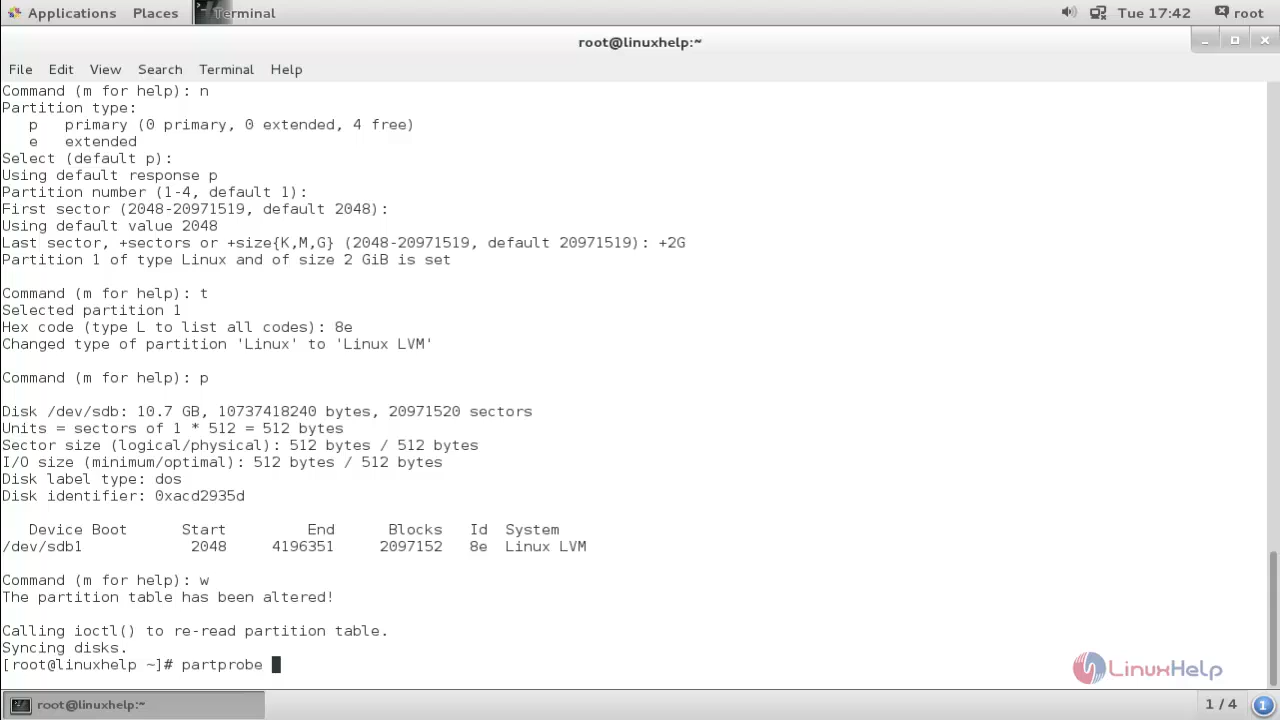 Applications Places Terminal Tue 17:42 root
root@linuxhelp:~
File Edit View Search Terminal Help
Command (m for help): n
Partition type:
   p   primary (0 primary, 0 extended, 4 free)
   e   extended
Select (default p):
Using default response p
Partition number (1-4, default 1):
First sector (2048-20971519, default 2048):
Using default value 2048
Last sector, +sectors or +size{K,M,G} (2048-20971519, default 20971519): +2G
Partition 1 of type Linux and of size 2 GiB is set
Command (m for help): t
Selected partition 1
Hex code (type L to list all codes): 8e
Changed type of partition 'Linux' to 'Linux LVM'
Command (m for help): p
Disk /dev/sdb: 10.7 GB, 10737418240 bytes, 20971520 sectors
Units = sectors of 1 * 512 = 512 bytes
Sector size (logical/physical): 512 bytes / 512 bytes
I/O size (minimum/optimal): 512 bytes / 512 bytes
Disk label type: dos
Disk identifier: 0xacd2935d
   Device Boot      Start         End      Blocks   Id  System
/dev/sdb1            2048     4196351     2097152   8e  Linux LVM
Command (m for help): w
The partition table has been altered!
Calling ioctl() to re-read partition table.
Syncing disks.
[root@linuxhelp ~]# partprobe
LinuxHelp
root@linuxhelp:~ 1 / 4 1